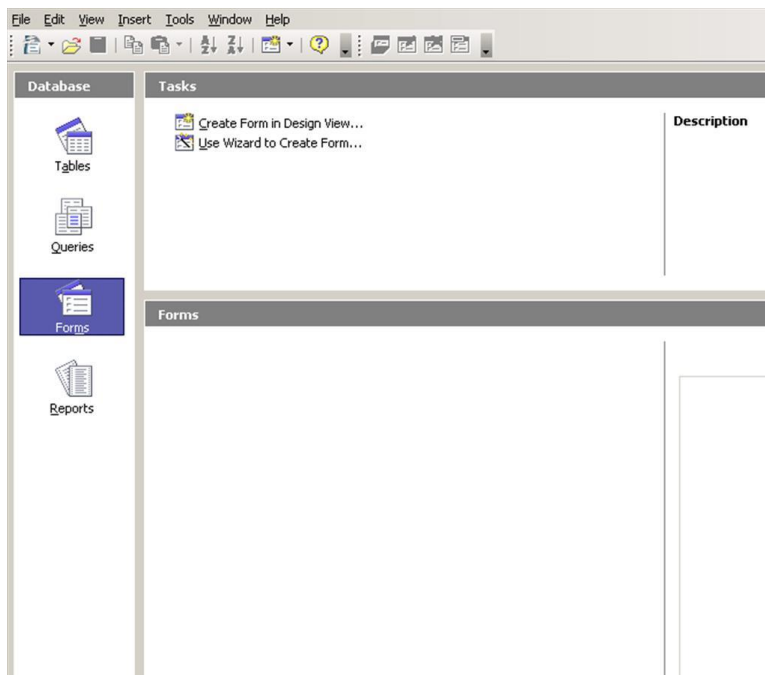 File Edit View Insert Tools Window Help
Database
Tables
Queries
Forms
Reports
Tasks
Create Form in Design View...
Use Wizard to Create Form...
Description
Forms